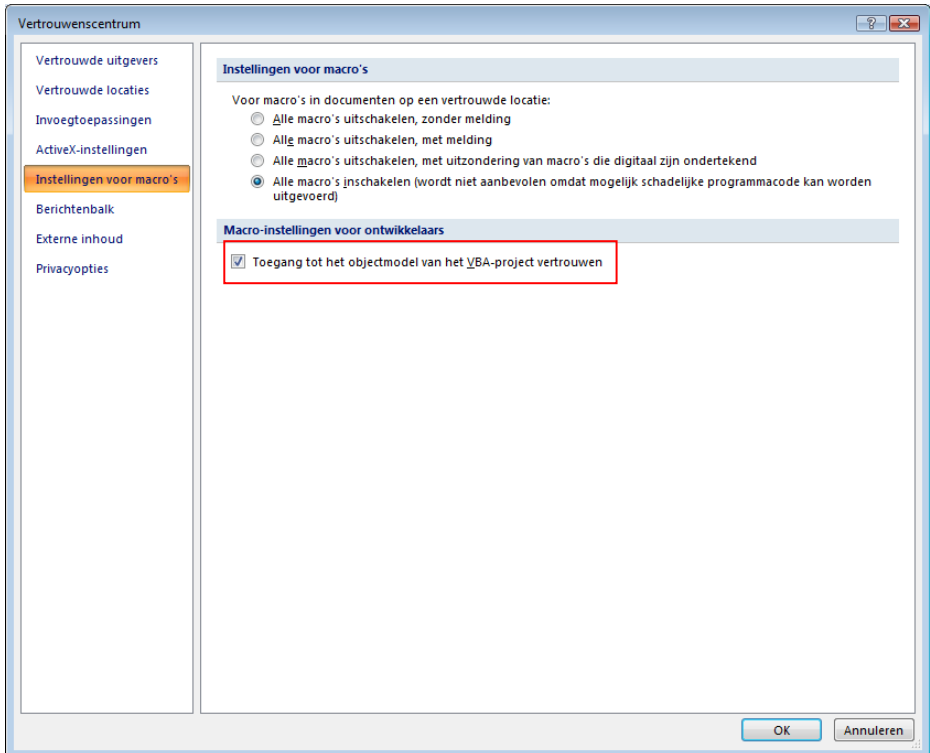 Vertrouwenscentrum
Vertrouwde uitgevers
Vertrouwde locaties
Invoegtoepassingen
ActiveX-instellingen
Instellingen voor macro's
Berichtenbalk
Externe inhoud
Privacyopties
Instellingen voor macro's
Voor macro's in documenten op een vertrouwde locatie:
Alle macro's uitschakelen, zonder melding
Alle macro's uitschakelen, met melding
Alle macro's uitschakelen, met uitzondering van macro's die digitaal zijn ondertekend
Alle macro's inschakelen (wordt niet aanbevolen omdat mogelijk schadelijke programmacode kan worden
uitgevoerd)
Macro-instellingen voor ontwikkelaars
Toegang tot het objectmodel van het VBA-project vertrouwen
OK
Annuleren